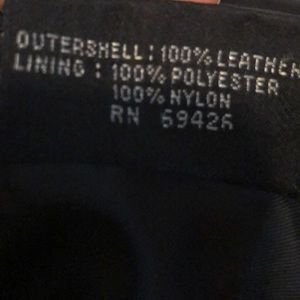 OUTERSHELL: 100% LEATHER
LINING : 100% POLYESTER
100% NYLON
RN 69426